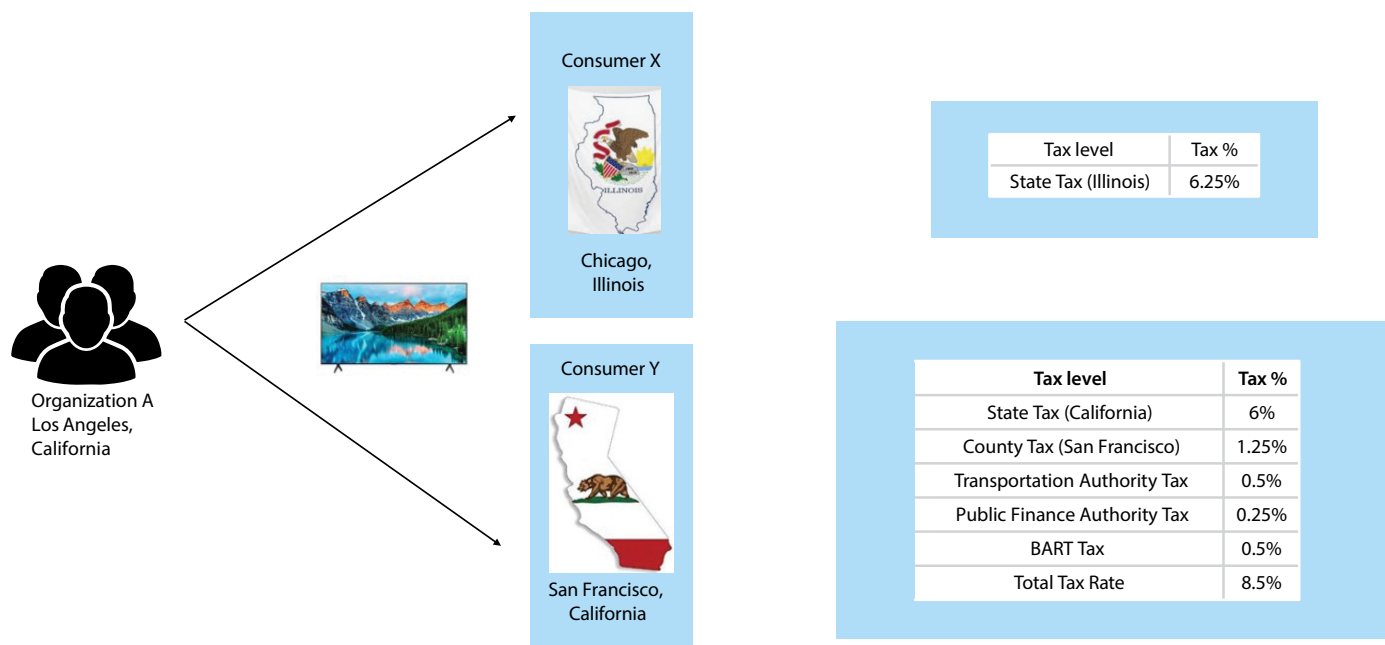 Consumer X
ILLINOIS
Chicago,
Illinois
Tax level Tax %
State Tax (Illinois) 6.25%
Organization A
Los Angeles,
California
Consumer Y
San Francisco,
California
Tax level Tax %
State Tax (California) 6%
County Tax (San Francisco) 1.25%
Transportation Authority Tax 0.5%
Public Finance Authority Tax 0.25%
BART Tax 0.5%
Total Tax Rate 8.5%